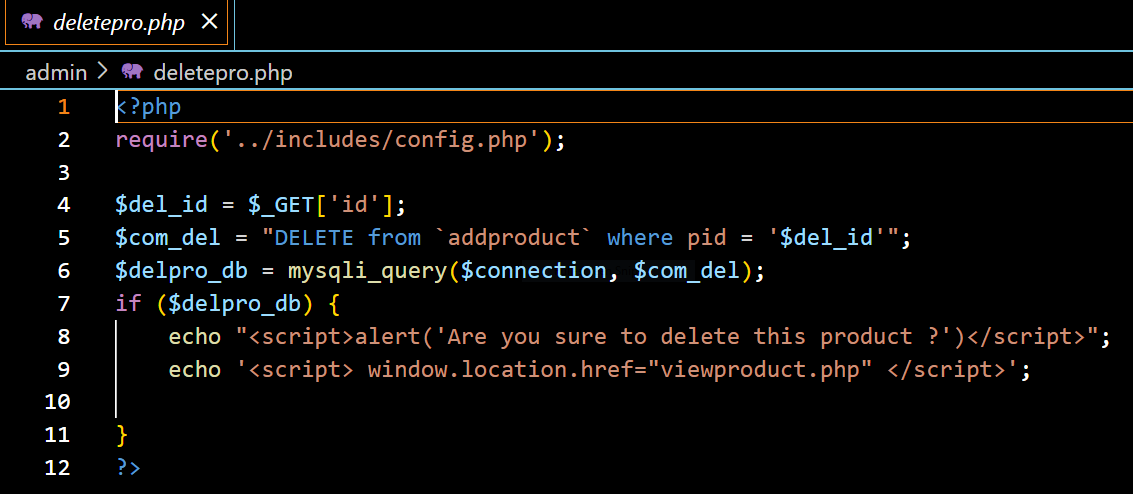 deletepro.php ×
admin > deletepro.php
1 <?php
2 require('../includes/config.php');
3
4 $del_id = $_GET['id'];
5 $com_del = "DELETE from `addproduct` where pid = '$del_id'";
6 $delpro_db = mysqli_query($connection, $com_del);
7 if ($delpro_db) {
8     echo "<script>alert('Are you sure to delete this product ?')</script>";
9     echo '<script> window.location.href="viewproduct.php" </script>';
10
11 }
12 ?>